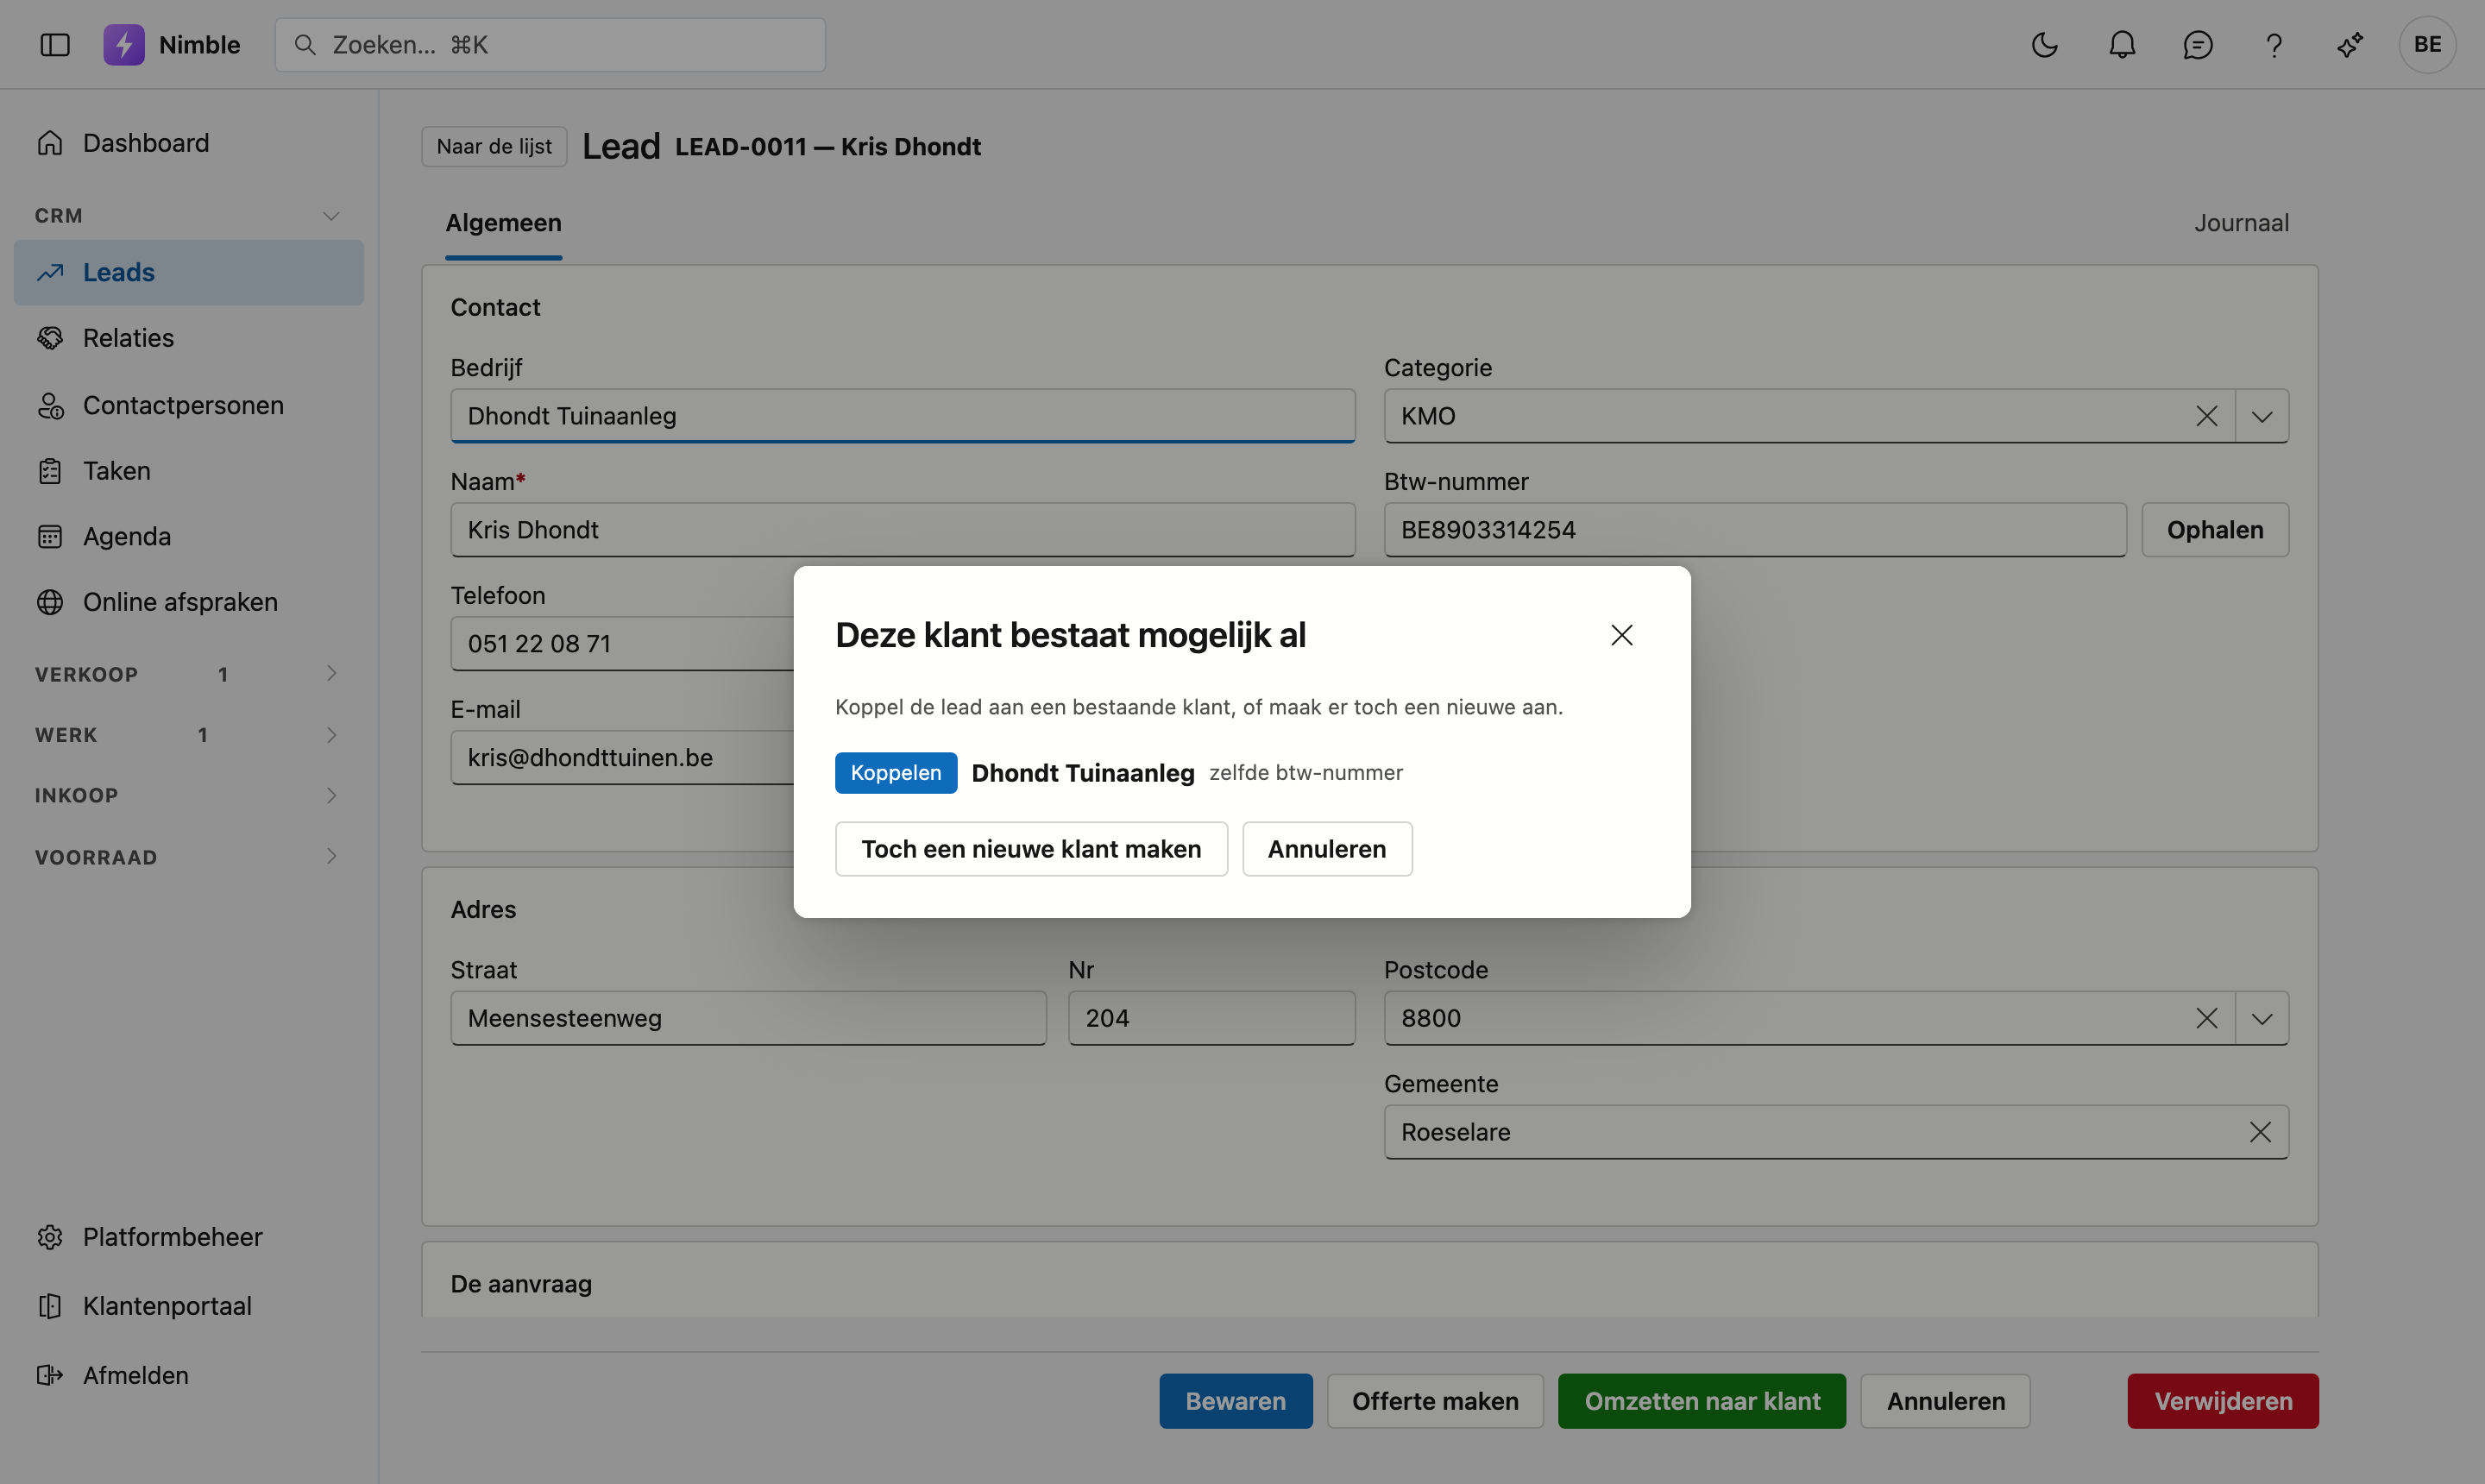 Nimble
Zoeken... ⌘K
BE
Dashboard
CRM
Leads
Relaties
Contactpersonen
Taken
Agenda
Online afspraken
VERKOOP 1
WERK 1
INKOOP
VOORRAAD
Platformbeheer
Klantenportaal
Afmelden
Naar de lijst Lead LEAD-0011 — Kris Dhondt
Algemeen Journaal
Contact
Bedrijf Categorie
Dhondt Tuinaanleg KMO
Naam* Btw-nummer
Kris Dhondt BE8903314254 Ophalen
Telefoon
051 22 08 71
E-mail
kris@dhondttuinen.be
Deze klant bestaat mogelijk al
Koppel de lead aan een bestaande klant, of maak er toch een nieuwe aan.
Koppelen Dhondt Tuinaanleg zelfde btw-nummer
Toch een nieuwe klant maken Annuleren
Adres
Straat Nr Postcode
Meensesteenweg 204 8800
Gemeente
Roeselare
De aanvraag
Bewaren Offerte maken Omzetten naar klant Annuleren Verwijderen